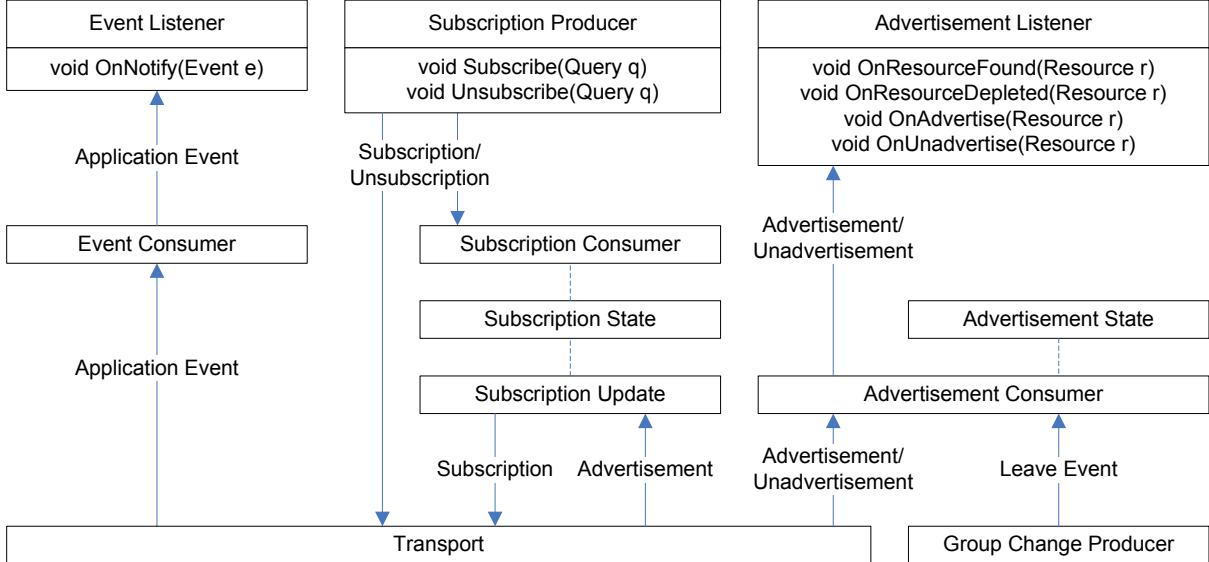 Event Listener
void OnNotify(Event e)
Application Event
Event Consumer
Application Event
Subscription Producer
void Subscribe(Query q)
void Unsubscribe(Query q)
Subscription/
Unsubscription
Subscription Consumer
Subscription State
Subscription Update
Subscription
Advertisement
Advertisement Listener
void OnResourceFound(Resource r)
void OnResourceDepleted(Resource r)
void OnAdvertise(Resource r)
void OnUnadvertise(Resource r)
Advertisement/
Unadvertisement
Advertisement State
Advertisement Consumer
Advertisement/
Unadvertisement
Leave Event
Transport
Group Change Producer